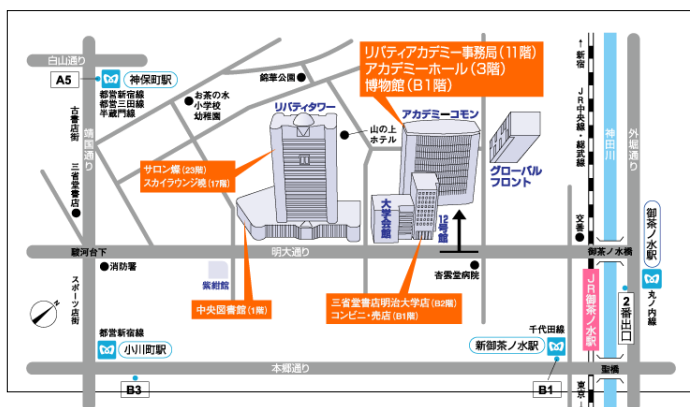 白山通り
A5
神保町駅
都営新宿線
都営三田線
半蔵門線
古書店街
靖国通り
三省堂書店
駿河台下
消防署
スポーツ店街
都営新宿線
小川町駅
B3
お茶の水
小学校
幼稚園
錦華公園
リバティタワー
サロン燦(23階)
スカイラウンジ暁(17階)
紫紺館
中央図書館(1階)
明大通り
山の上
ホテル
リバティアカデミー事務局(11階)
アカデミーホール(3階)
博物館(B1階)
アカデミーコモン
グローバル
フロント
大学会館
12号館
杏雲堂病院
三省堂書店明治大学店(B2階)
コンビニ・売店(B1階)
千代田線
新御茶ノ水駅
B1
本郷通り
↑新宿
JR中央線・総武線
神田川
外堀通り
交番
御茶ノ水橋
御茶ノ水駅
丸ノ内線
2番出口
JR御茶ノ水駅
聖橋
東京↓